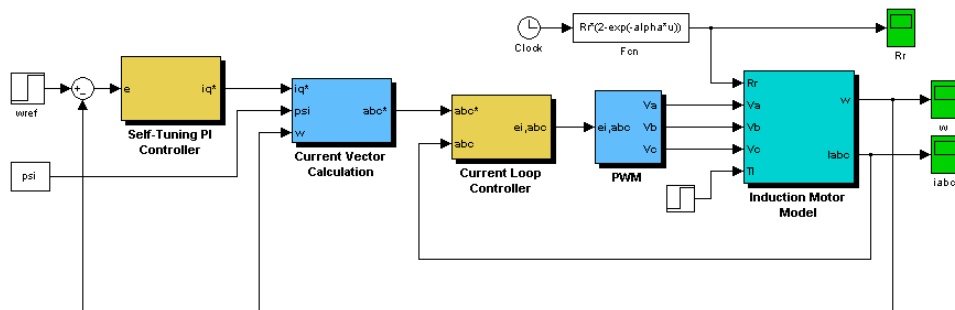 Clock
Rr*(2-exp(-alpha*u))
Fcn
Rr
wref
+
−
e
iq*
Self-Tuning PI
Controller
psi
iq*
psi
w
abc*
Current Vector
Calculation
abc*
abc
ei,abc
Current Loop
Controller
ei,abc
Va
Vb
Vc
PWM
Rr
Va
Vb
Vc
Tl
w
Iabc
Induction Motor
Model
w
iabc